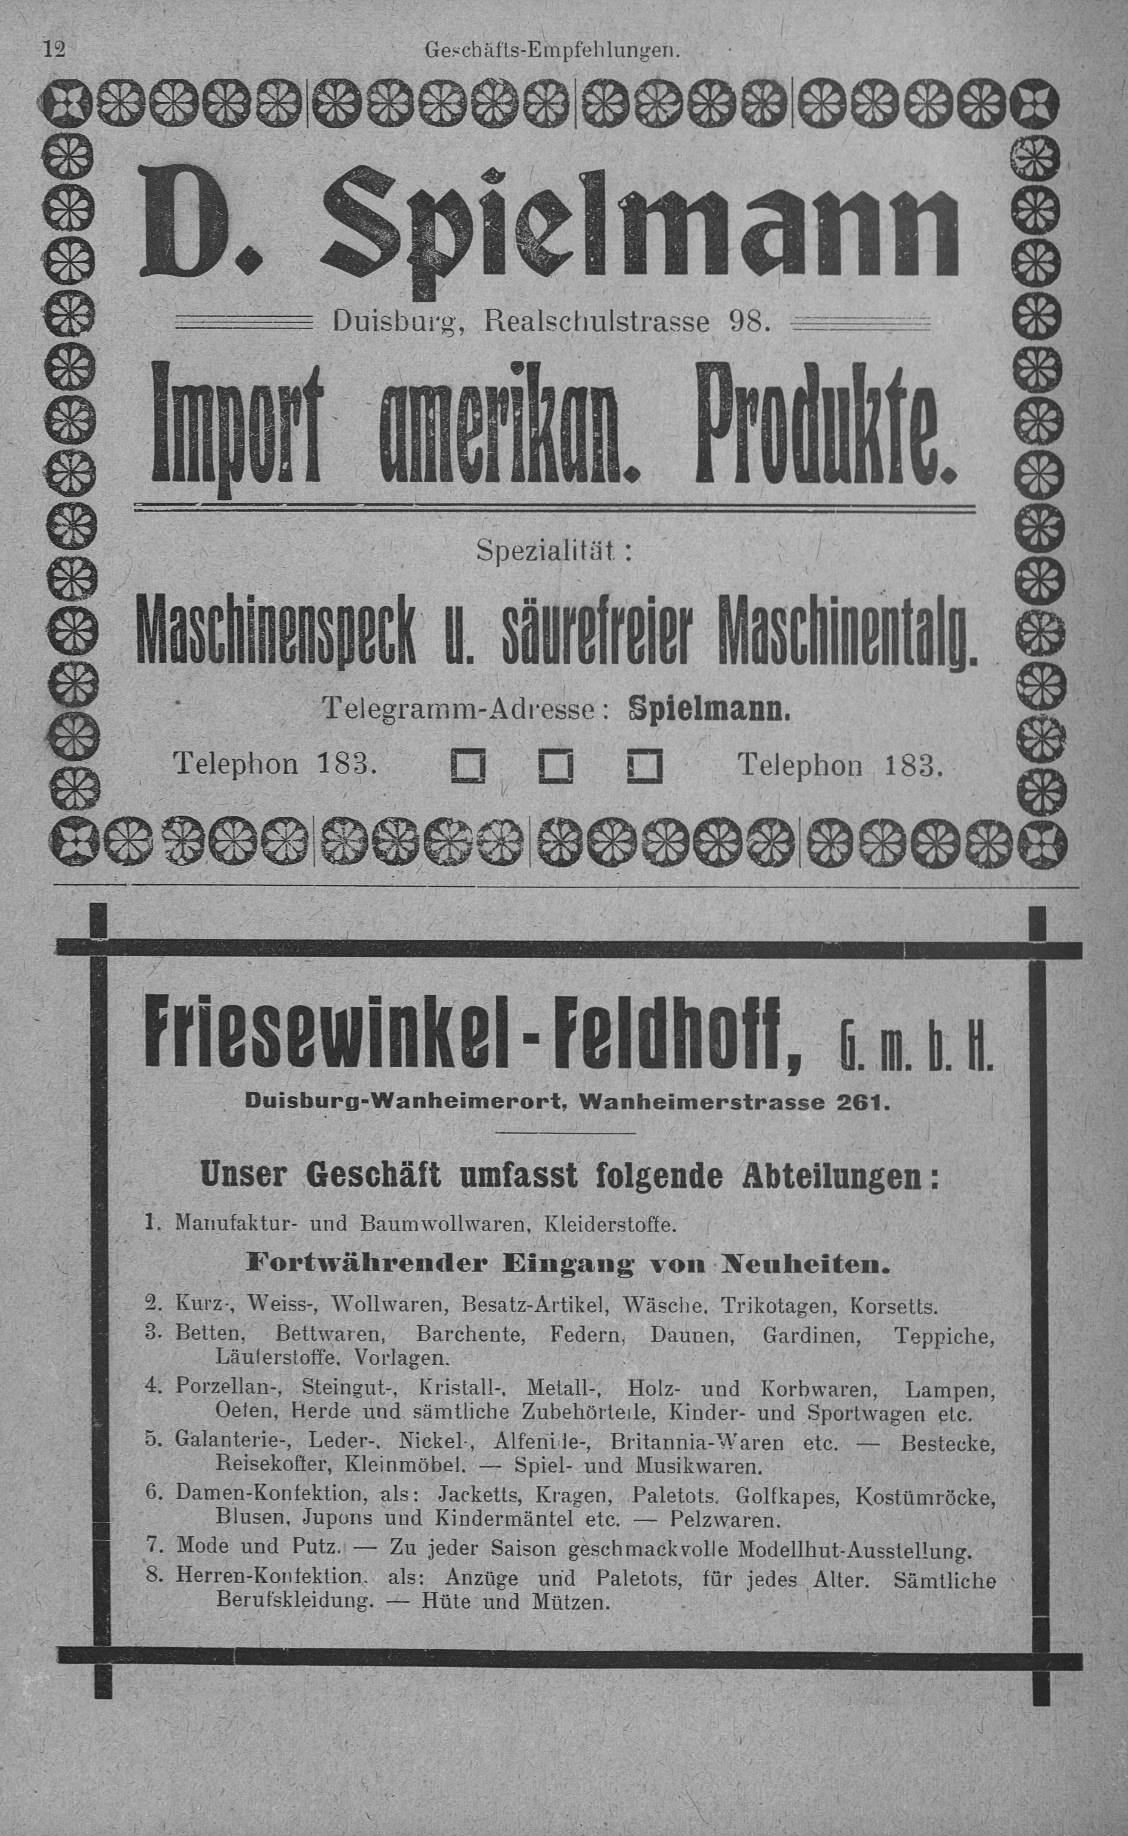 12
Geschäfts-Empfehlungen.
D. Spielmann
Duisburg, Realschulstrasse 98.
Import amerikan. Produkte.
Spezialität:
Maschinenspeck u. säurefreier Maschinentalg.
Telegramm-Adresse: Spielmann.
Telephon 183. Telephon 183.
Friesewinkel-Feldhoff, G. m. b. H.
Duisburg-Wanheimerort, Wanheimerstrasse 261.
Unser Geschäft umfasst folgende Abteilungen:
1. Manufaktur- und Baumwollwaren, Kleiderstoffe.
Fortwährender Eingang von Neuheiten.
2. Kurz-, Weiss-, Wollwaren, Besatz-Artikel, Wäsche, Trikotagen, Korsetts.
3. Betten, Bettwaren, Barchente, Federn, Daunen, Gardinen, Teppiche,
Läuferstoffe, Vorlagen.
4. Porzellan-, Steingut-, Kristall-, Metall-, Holz- und Korbwaren, Lampen,
Oefen, Herde und sämtliche Zubehörteile, Kinder- und Sportwagen etc.
5. Galanterie-, Leder-, Nickel-, Alfenide-, Britannia-Waren etc. — Bestecke,
Reisekoffer, Kleinmöbel. — Spiel- und Musikwaren.
6. Damen-Konfektion, als: Jacketts, Kragen, Paletots, Golfkapes, Kostümröcke,
Blusen, Jupons und Kindermäntel etc. — Pelzwaren.
7. Mode und Putz. — Zu jeder Saison geschmackvolle Modellhut-Ausstellung.
8. Herren-Konfektion, als: Anzüge und Paletots, für jedes Alter. Sämtliche
Berufskleidung. — Hüte und Mützen.